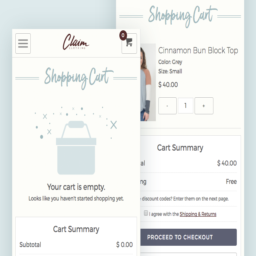 Claim
0
Shopping Cart
Your cart is empty.
Looks like you haven't started shopping yet.
Cart Summary
Subtotal $0.00
Shopping Cart
Cinnamon Bun Block Top
Color: Grey
Size: Small
$40.00
- 1 +
Cart Summary
al $40.00
ng Free
discount codes? Enter them on the next page.
I agree with the Shipping & Returns
PROCEED TO CHECKOUT